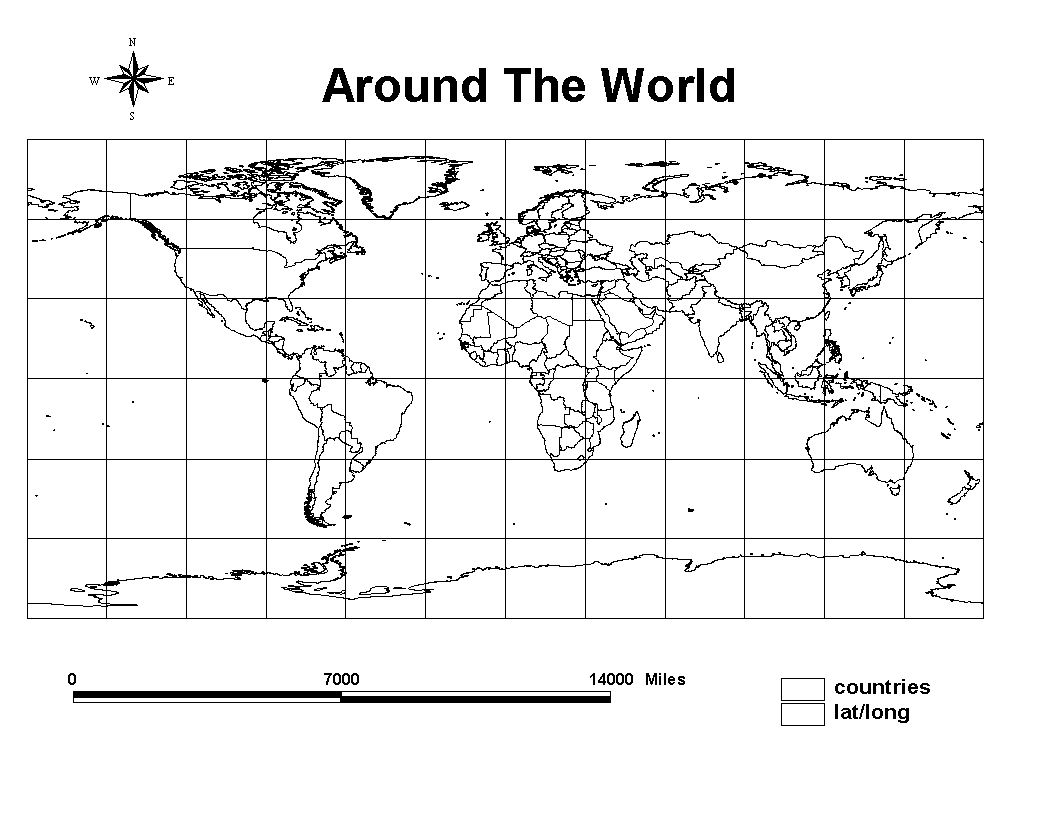 N
W E
S
Around The World
0 7000 14000 Miles
countries
lat/long